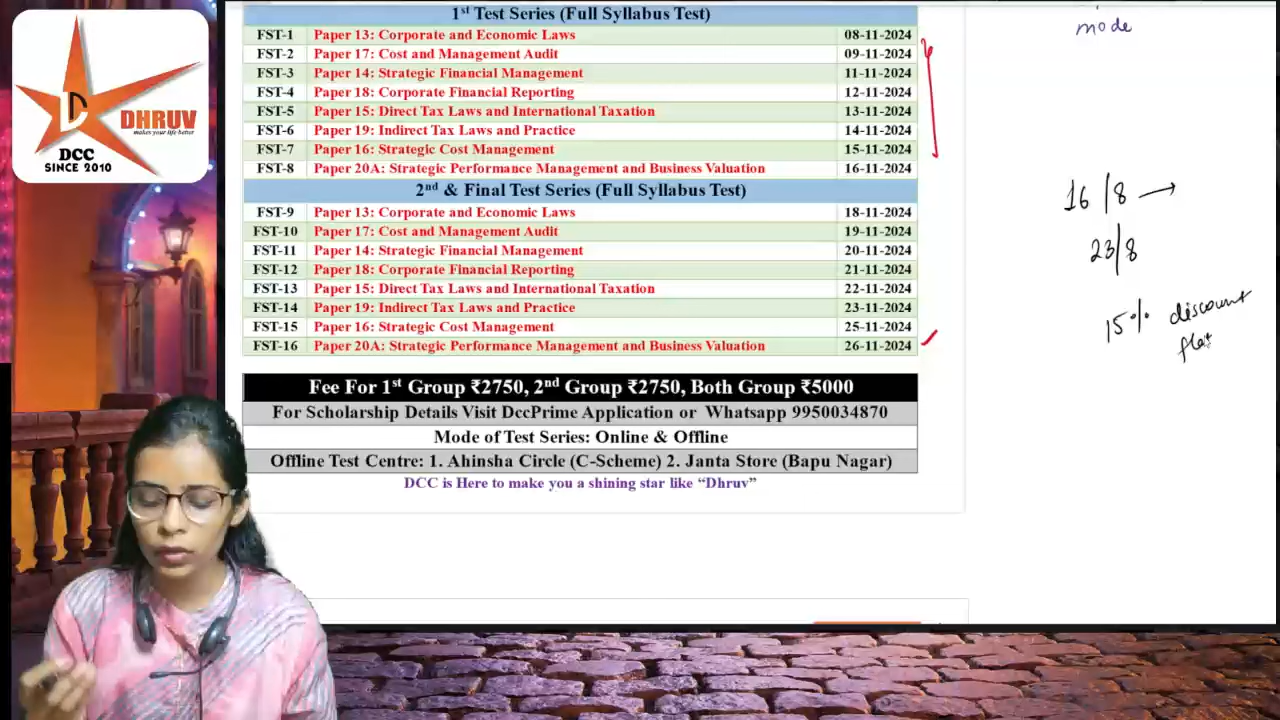 DHRUV
makes your life better
DCC
SINCE 2010
1st Test Series (Full Syllabus Test)
FST-1 Paper 13: Corporate and Economic Laws 08-11-2024
FST-2 Paper 17: Cost and Management Audit 09-11-2024
FST-3 Paper 14: Strategic Financial Management 11-11-2024
FST-4 Paper 18: Corporate Financial Reporting 12-11-2024
FST-5 Paper 15: Direct Tax Laws and International Taxation 13-11-2024
FST-6 Paper 19: Indirect Tax Laws and Practice 14-11-2024
FST-7 Paper 16: Strategic Cost Management 15-11-2024
FST-8 Paper 20A: Strategic Performance Management and Business Valuation 16-11-2024
2nd & Final Test Series (Full Syllabus Test)
FST-9 Paper 13: Corporate and Economic Laws 18-11-2024
FST-10 Paper 17: Cost and Management Audit 19-11-2024
FST-11 Paper 14: Strategic Financial Management 20-11-2024
FST-12 Paper 18: Corporate Financial Reporting 21-11-2024
FST-13 Paper 15: Direct Tax Laws and International Taxation 22-11-2024
FST-14 Paper 19: Indirect Tax Laws and Practice 23-11-2024
FST-15 Paper 16: Strategic Cost Management 25-11-2024
FST-16 Paper 20A: Strategic Performance Management and Business Valuation 26-11-2024
Fee For 1st Group ₹2750, 2nd Group ₹2750, Both Group ₹5000
For Scholarship Details Visit DccPrime Application or Whatsapp 9950034870
Mode of Test Series: Online & Offline
Offline Test Centre: 1. Ahinsha Circle (C-Scheme) 2. Janta Store (Bapu Nagar)
DCC is Here to make you a shining star like “Dhruv”
mode
16/8 →
23/8
15% discount
flat